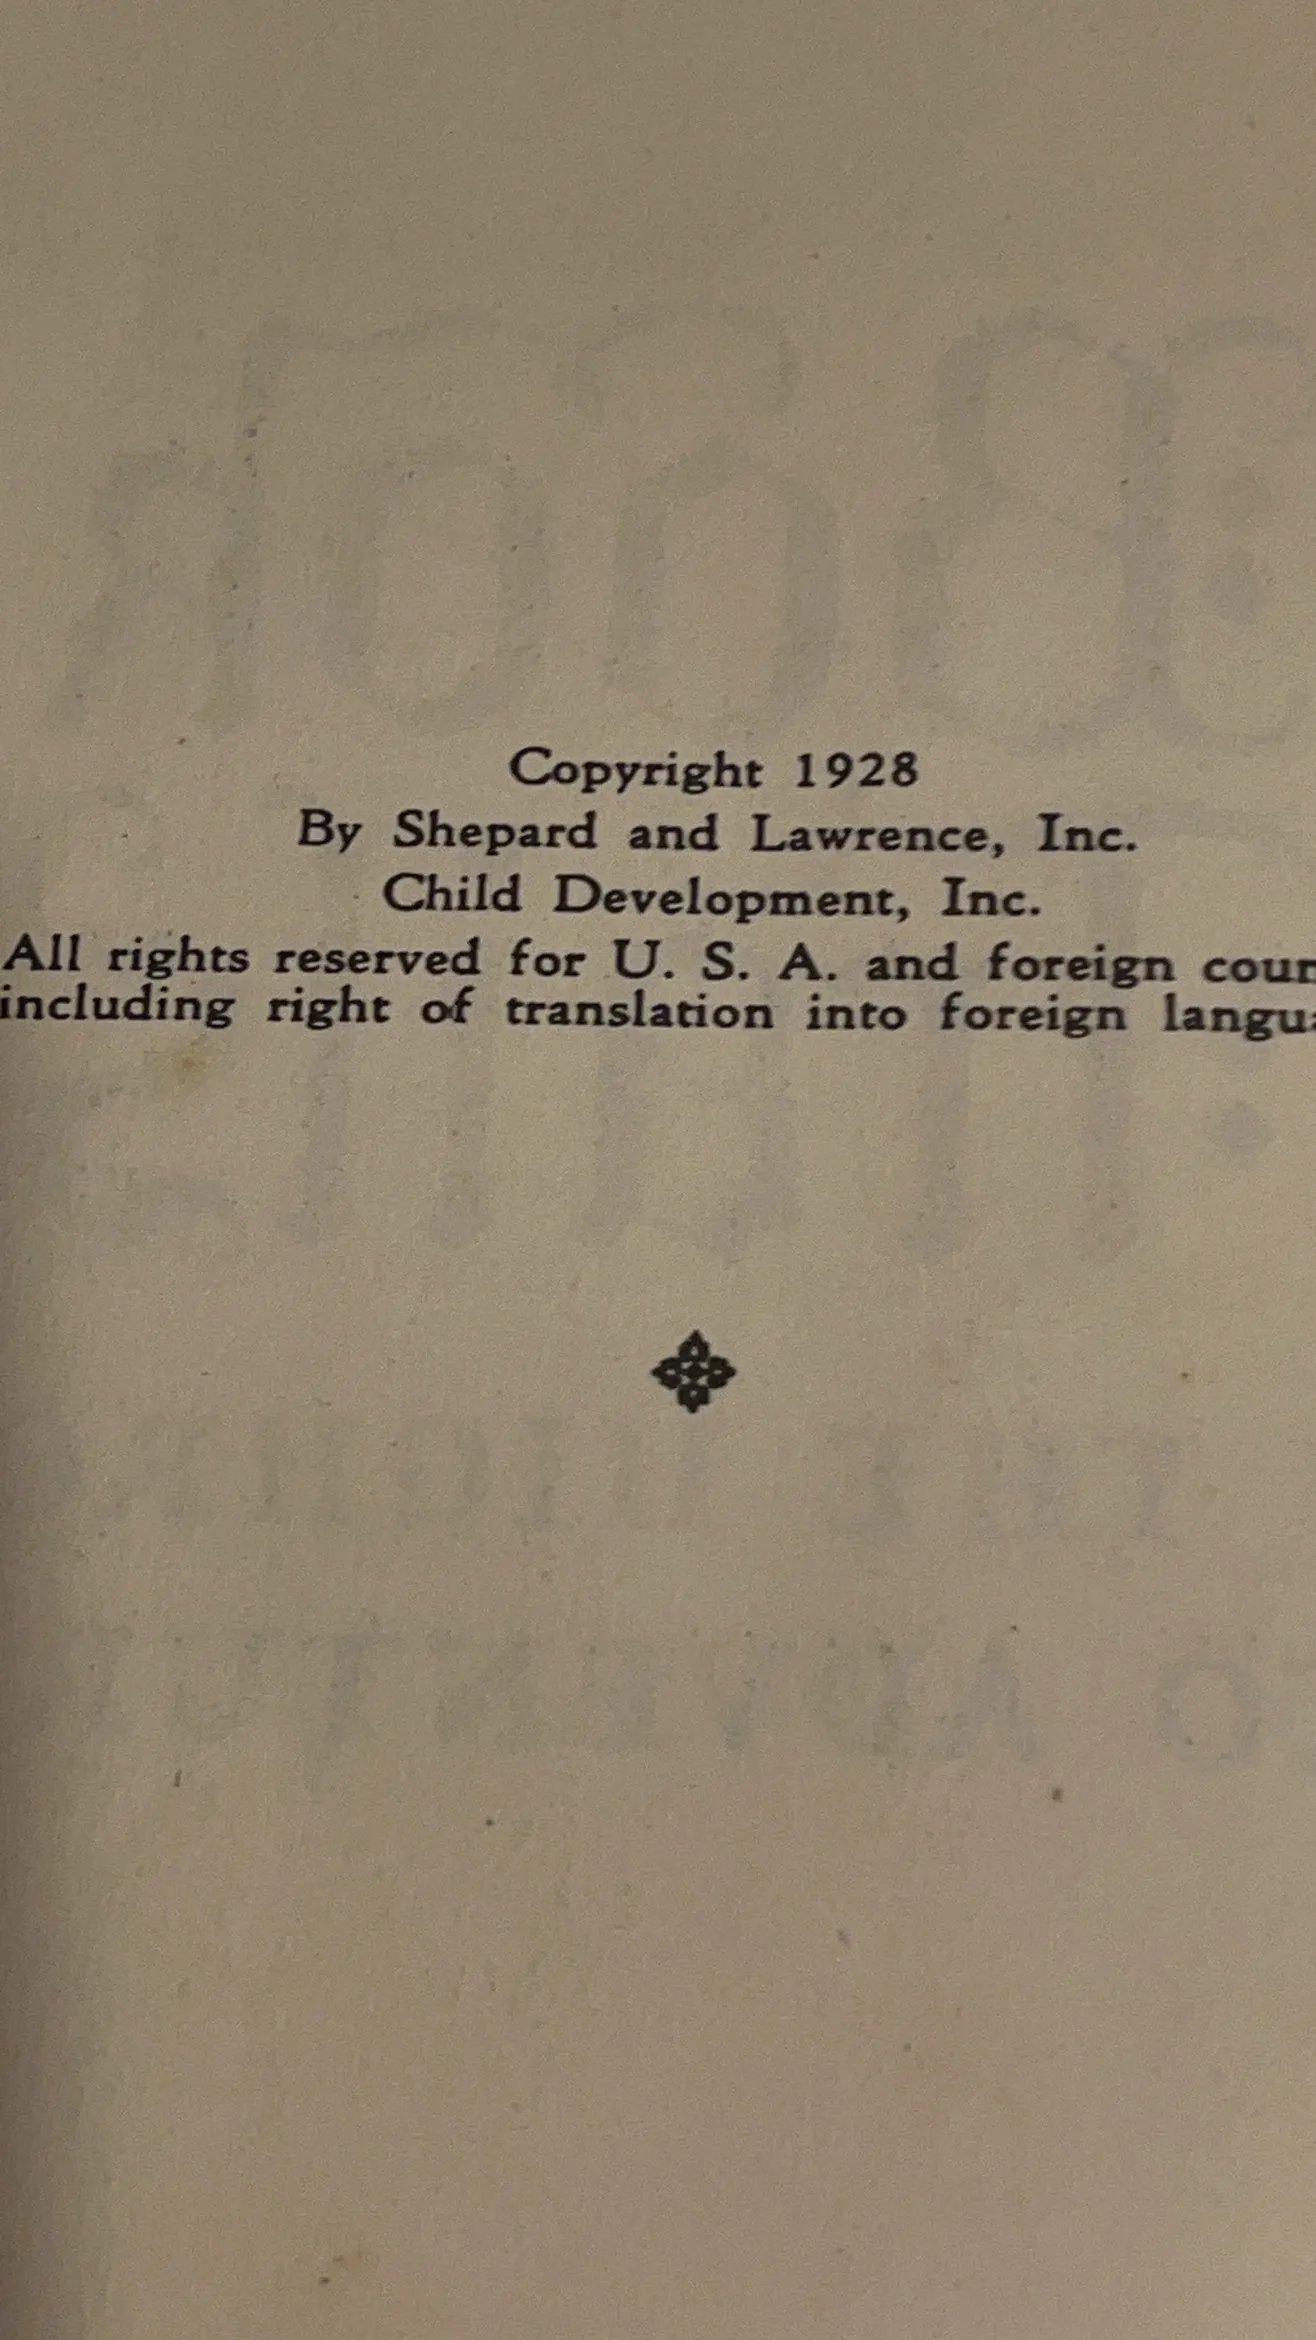 Copyright 1928
By Shepard and Lawrence, Inc.
Child Development, Inc.
All rights reserved for U. S. A. and foreign
including right of translation into foreign